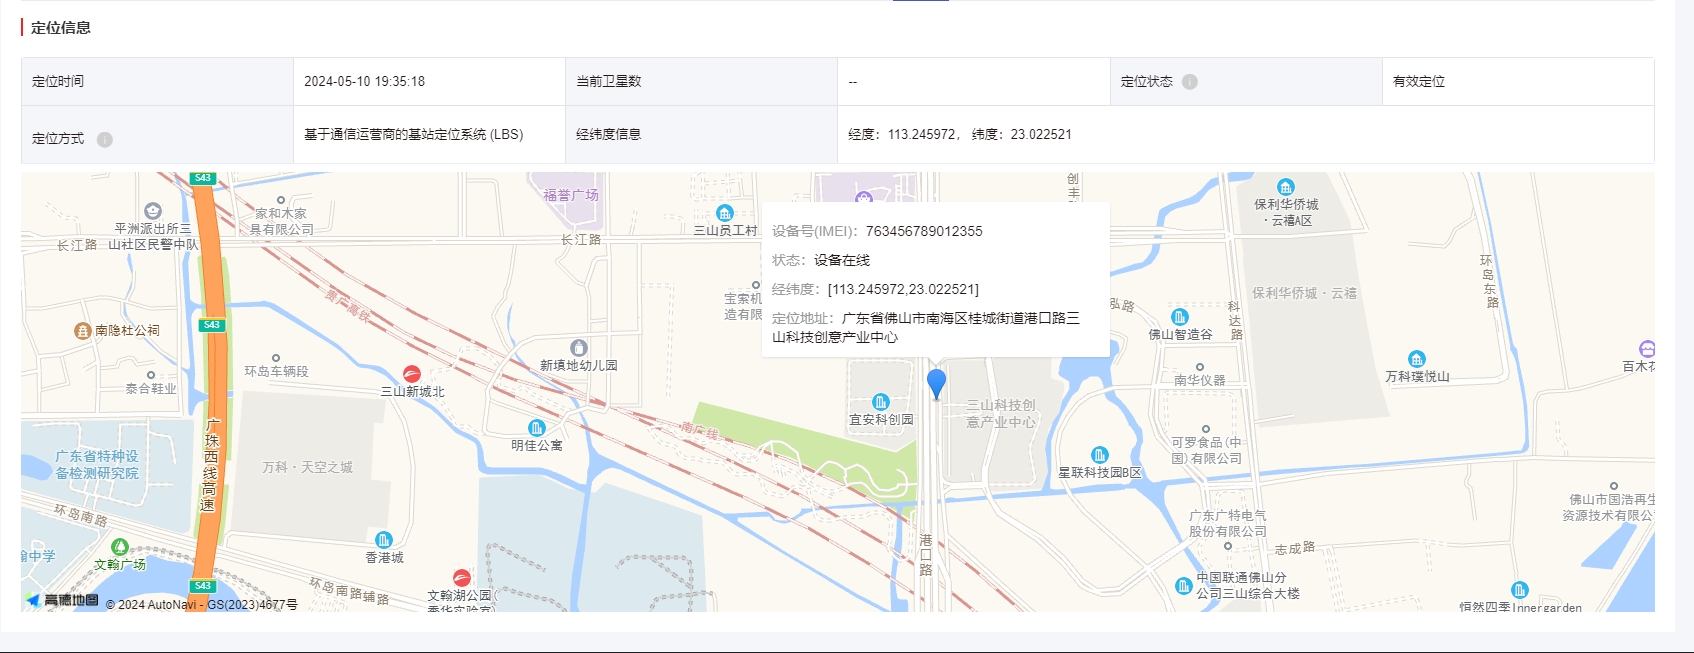 定位信息
定位时间
2024-05-10 19:35:18
当前卫星数
--
定位状态
有效定位
定位方式
基于通信运营商的基站定位系统 (LBS)
经纬度信息
经度：113.245972， 纬度：23.022521
S43
福誉广场
创丰
家和木家
具有限公司
平洲派出所三
山社区民警中队
长江路
长江路
三山员工村
保利华侨城
·云禧A区
设备号(IMEI)：763456789012355
状态：设备在线
经纬度：[113.245972,23.022521]
定位地址：广东省佛山市南海区桂城街道港口路三
山科技创意产业中心
贵广高铁
宝索机
造有限
弘路
科达路
环岛东路
保利华侨城·云禧
南隐杜公祠
S43
佛山智造谷
新填地幼儿园
环岛车辆段
泰合鞋业
三山新城北
南华仪器
万科璞悦山
百木花
宜安科创园
三山科技创
意产业中心
南广线
明佳公寓
广珠西线高速
广东省特种设
备检测研究院
万科·天空之城
星联科技园B区
可罗食品(中
国)有限公司
佛山市国浩再生
资源技术有限公
环岛南路
广东广特电气
股份有限公司
港口路
志成路
香港城
文翰广场
翰中学
S43
环岛南路辅路
文翰湖公园(
季华实验室)
中国联通佛山分
公司三山综合大楼
恒然四季Innergarden
高德地图
© 2024 AutoNavi - GS(2023)4677号